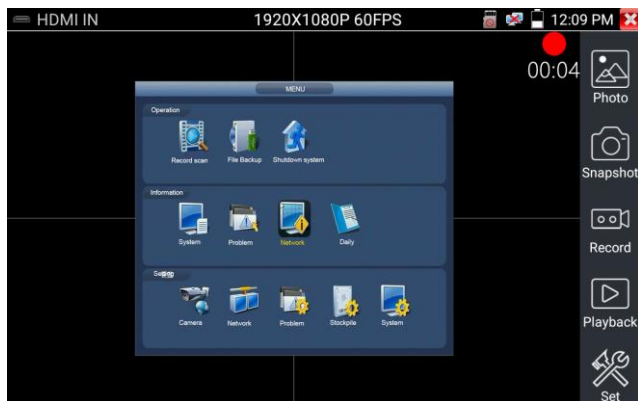 HDMI IN
1920X1080P 60FPS
12:09 PM
00:04
Photo
Snapshot
Record
Playback
Set
MENU
Operation
Record scan
File Backup
Shutdown system
Information
System
Problem
Network
Daily
Camera
Network
Problem
Stockpile
System